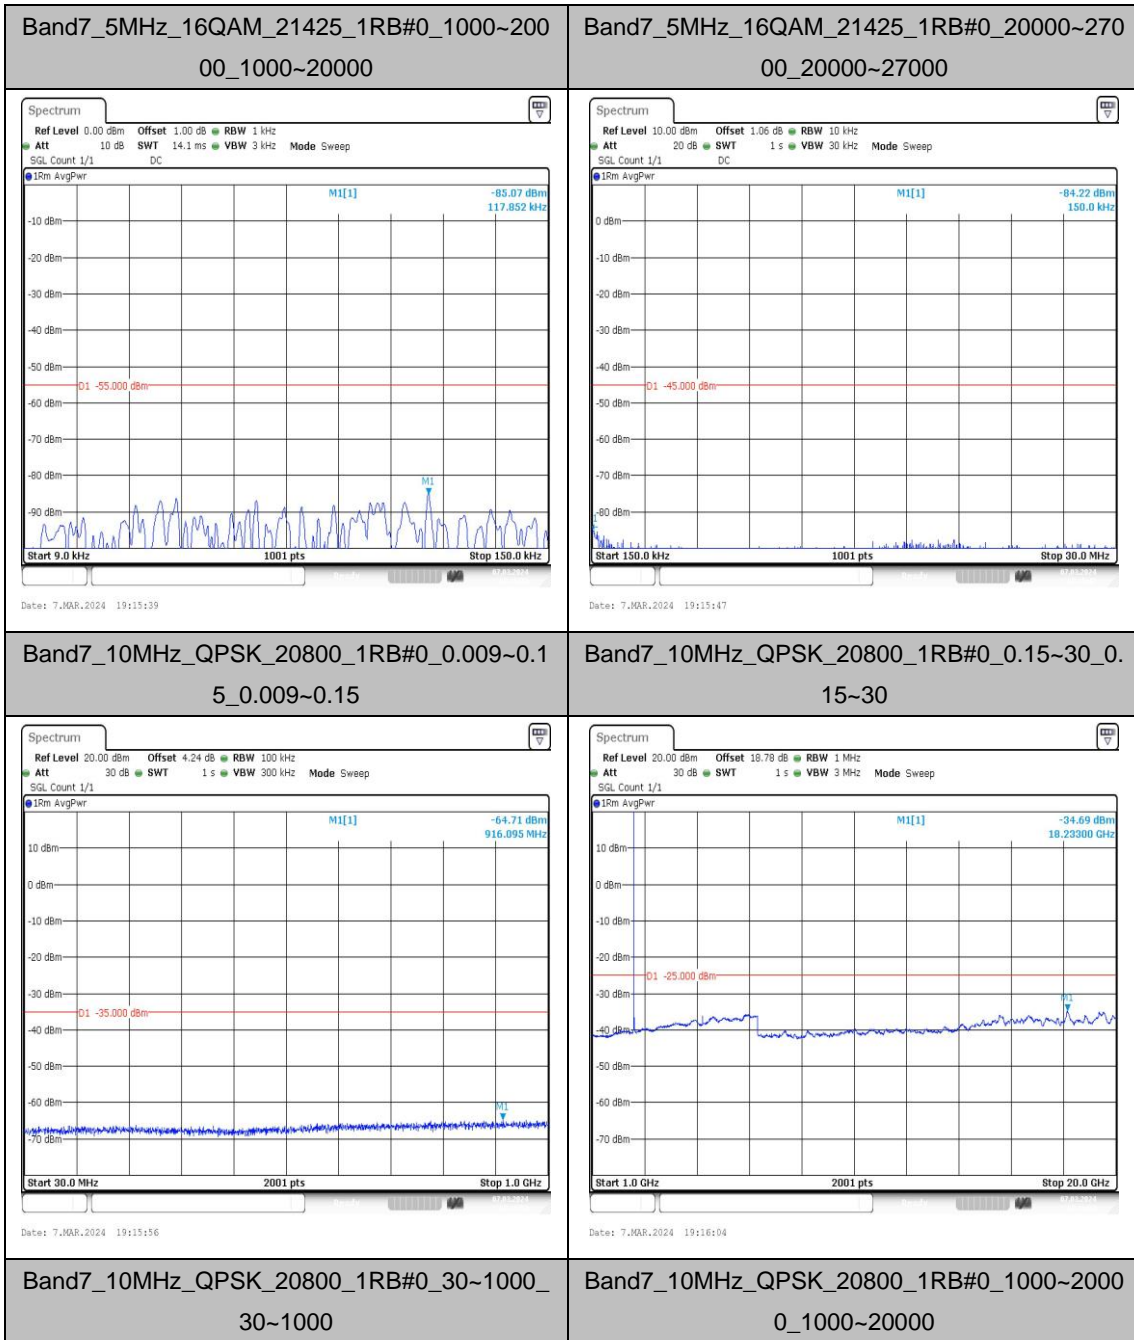 Band7_5MHz_16QAM_21425_1RB#0_1000~200
00_1000~20000
Band7_5MHz_16QAM_21425_1RB#0_20000~270
00_20000~27000
Spectrum
Ref Level 0.00 dBm Offset 1.00 dB RBW 1 kHz
Att 10 dB SWT 14.1 ms VBW 3 kHz Mode Sweep
SGL Count 1/1 DC
1Rm AvgPwr
M1[1] -85.07 dBm
117.852 kHz
-10 dBm
-20 dBm
-30 dBm
-40 dBm
-50 dBm
D1 -55.000 dBm
-60 dBm
-70 dBm
-80 dBm
M1
-90 dBm
Start 9.0 kHz 1001 pts Stop 150.0 kHz
Date: 7.MAR.2024 19:15:39
Spectrum
Ref Level 10.00 dBm Offset 1.06 dB RBW 10 kHz
Att 20 dB SWT 1 s VBW 30 kHz Mode Sweep
SGL Count 1/1 DC
1Rm AvgPwr
M1[1] -84.22 dBm
150.0 kHz
0 dBm
-10 dBm
-20 dBm
-30 dBm
-40 dBm
D1 -45.000 dBm
-50 dBm
-60 dBm
-70 dBm
-80 dBm
Start 150.0 kHz 1001 pts Stop 30.0 MHz
Date: 7.MAR.2024 19:15:47
Band7_10MHz_QPSK_20800_1RB#0_0.009~0.1
5_0.009~0.15
Band7_10MHz_QPSK_20800_1RB#0_0.15~30_0.
15~30
Spectrum
Ref Level 20.00 dBm Offset 4.24 dB RBW 100 kHz
Att 30 dB SWT 1 s VBW 300 kHz Mode Sweep
SGL Count 1/1
1Rm AvgPwr
M1[1] -64.71 dBm
916.095 MHz
10 dBm
0 dBm
-10 dBm
-20 dBm
-30 dBm
D1 -35.000 dBm
-40 dBm
-50 dBm
-60 dBm
M1
-70 dBm
Start 30.0 MHz 2001 pts Stop 1.0 GHz
Date: 7.MAR.2024 19:15:56
Spectrum
Ref Level 20.00 dBm Offset 18.78 dB RBW 1 MHz
Att 30 dB SWT 1 s VBW 3 MHz Mode Sweep
SGL Count 1/1
1Rm AvgPwr
M1[1] -34.69 dBm
18.23300 GHz
10 dBm
0 dBm
-10 dBm
-20 dBm
D1 -25.000 dBm
-30 dBm
M1
-40 dBm
-50 dBm
-60 dBm
-70 dBm
Start 1.0 GHz 2001 pts Stop 20.0 GHz
Date: 7.MAR.2024 19:16:04
Band7_10MHz_QPSK_20800_1RB#0_30~1000_
30~1000
Band7_10MHz_QPSK_20800_1RB#0_1000~2000
0_1000~20000